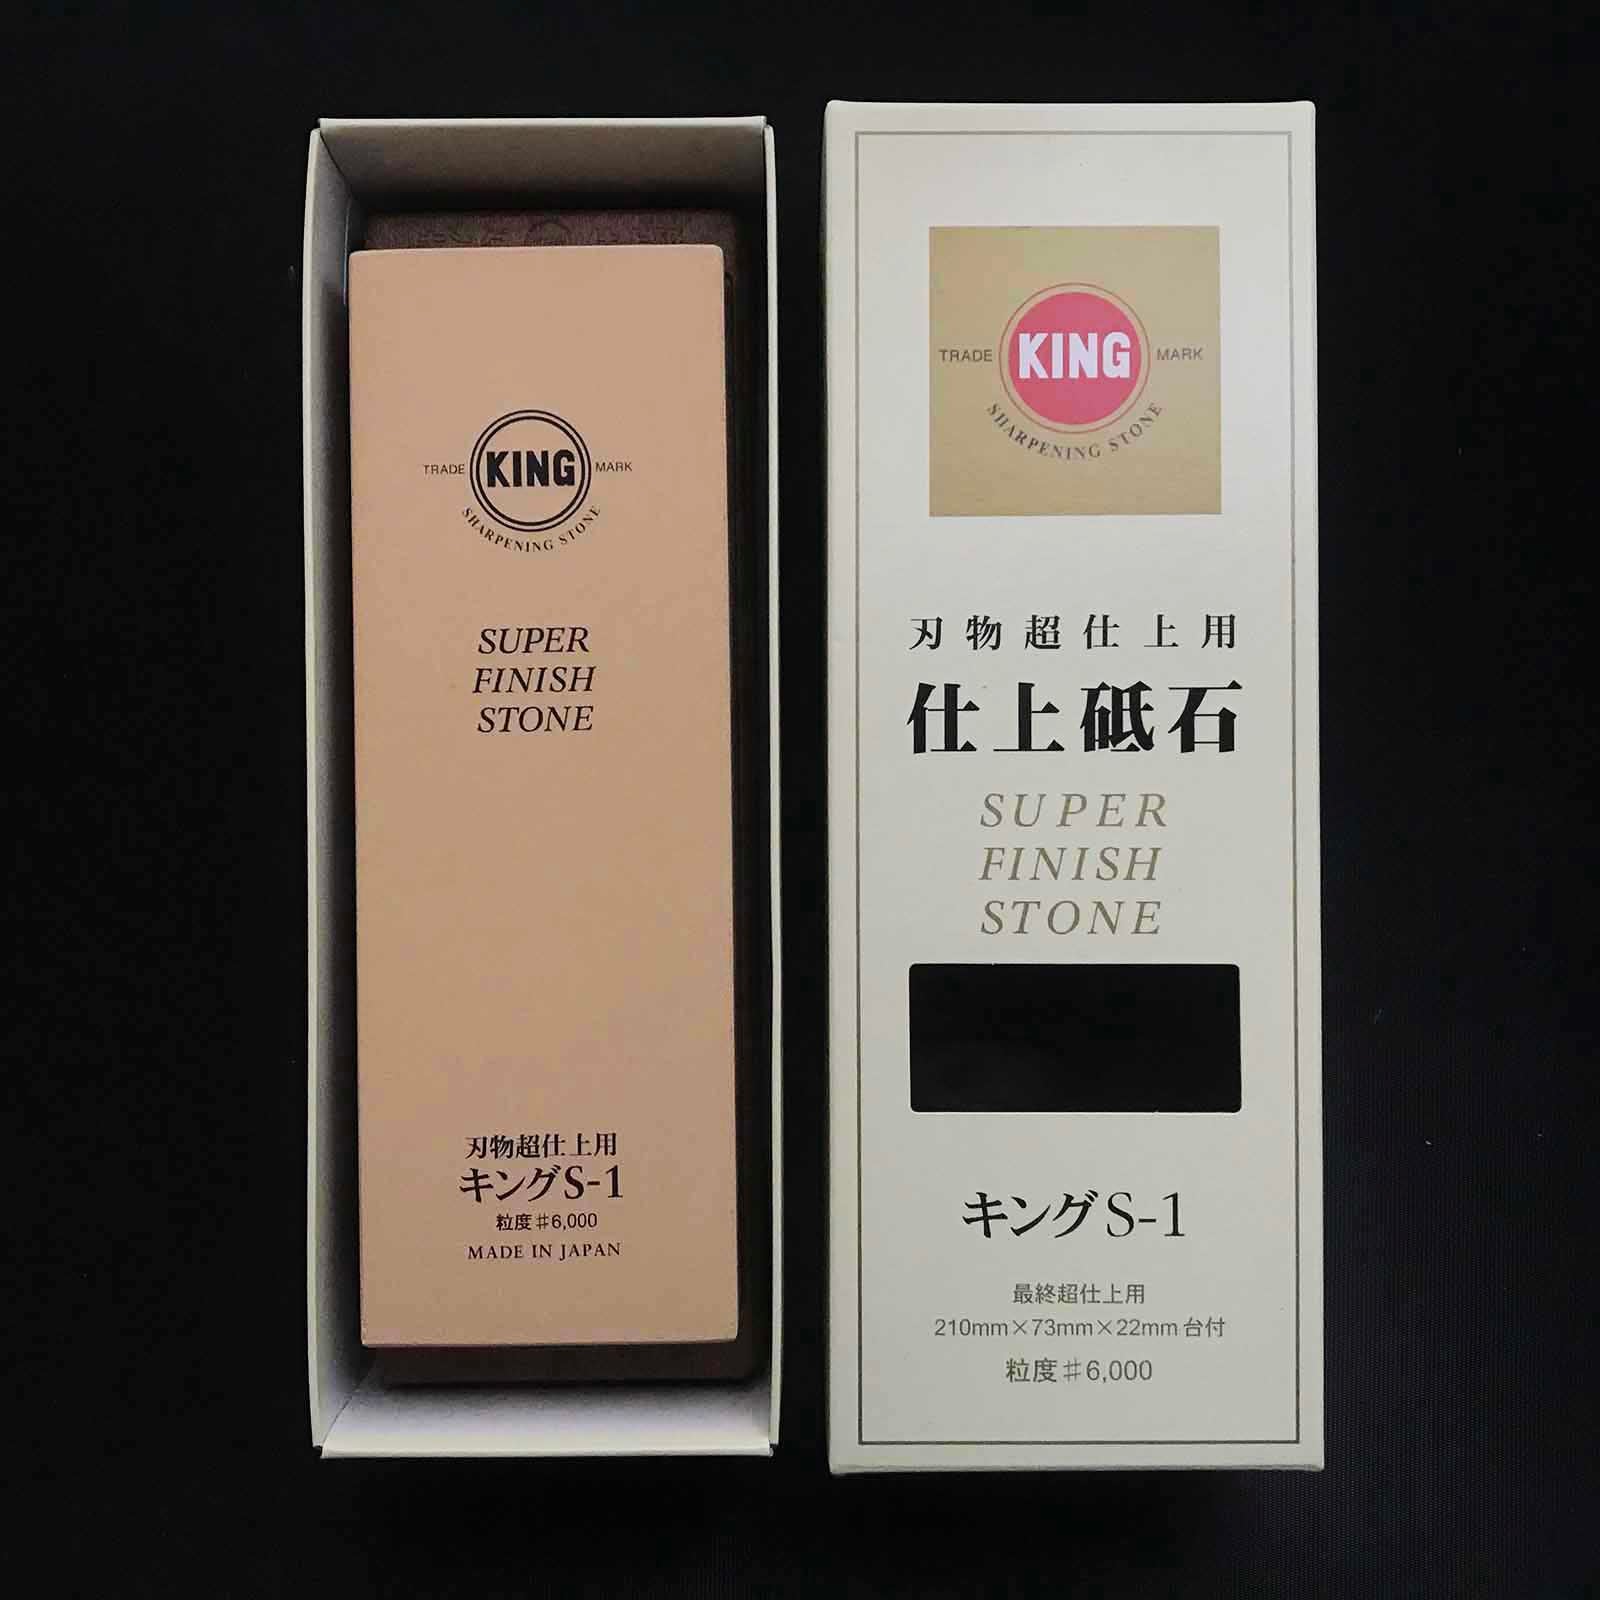 TRADE KING MARK
SHARPENING STONE
SUPER
FINISH
STONE
刃物超仕上用
キングS-1
粒度♯6,000
MADE IN JAPAN
TRADE KING MARK
SHARPENING STONE
刃物超仕上用
仕上砥石
SUPER
FINISH
STONE
キングS-1
最終超仕上用
210mm×73mm×22mm 台付
粒度♯6,000